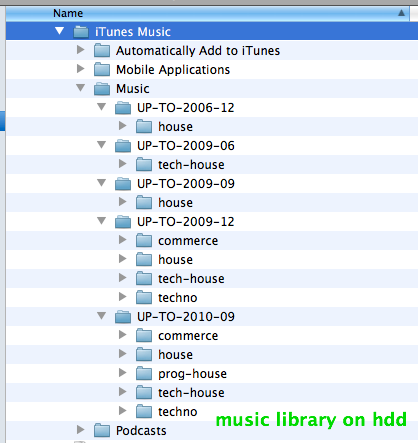 Name
iTunes Music
Automatically Add to iTunes
Mobile Applications
Music
UP-TO-2006-12
house
UP-TO-2009-06
tech-house
UP-TO-2009-09
house
UP-TO-2009-12
commerce
house
tech-house
techno
UP-TO-2010-09
commerce
house
prog-house
tech-house
techno
music library on hdd
Podcasts